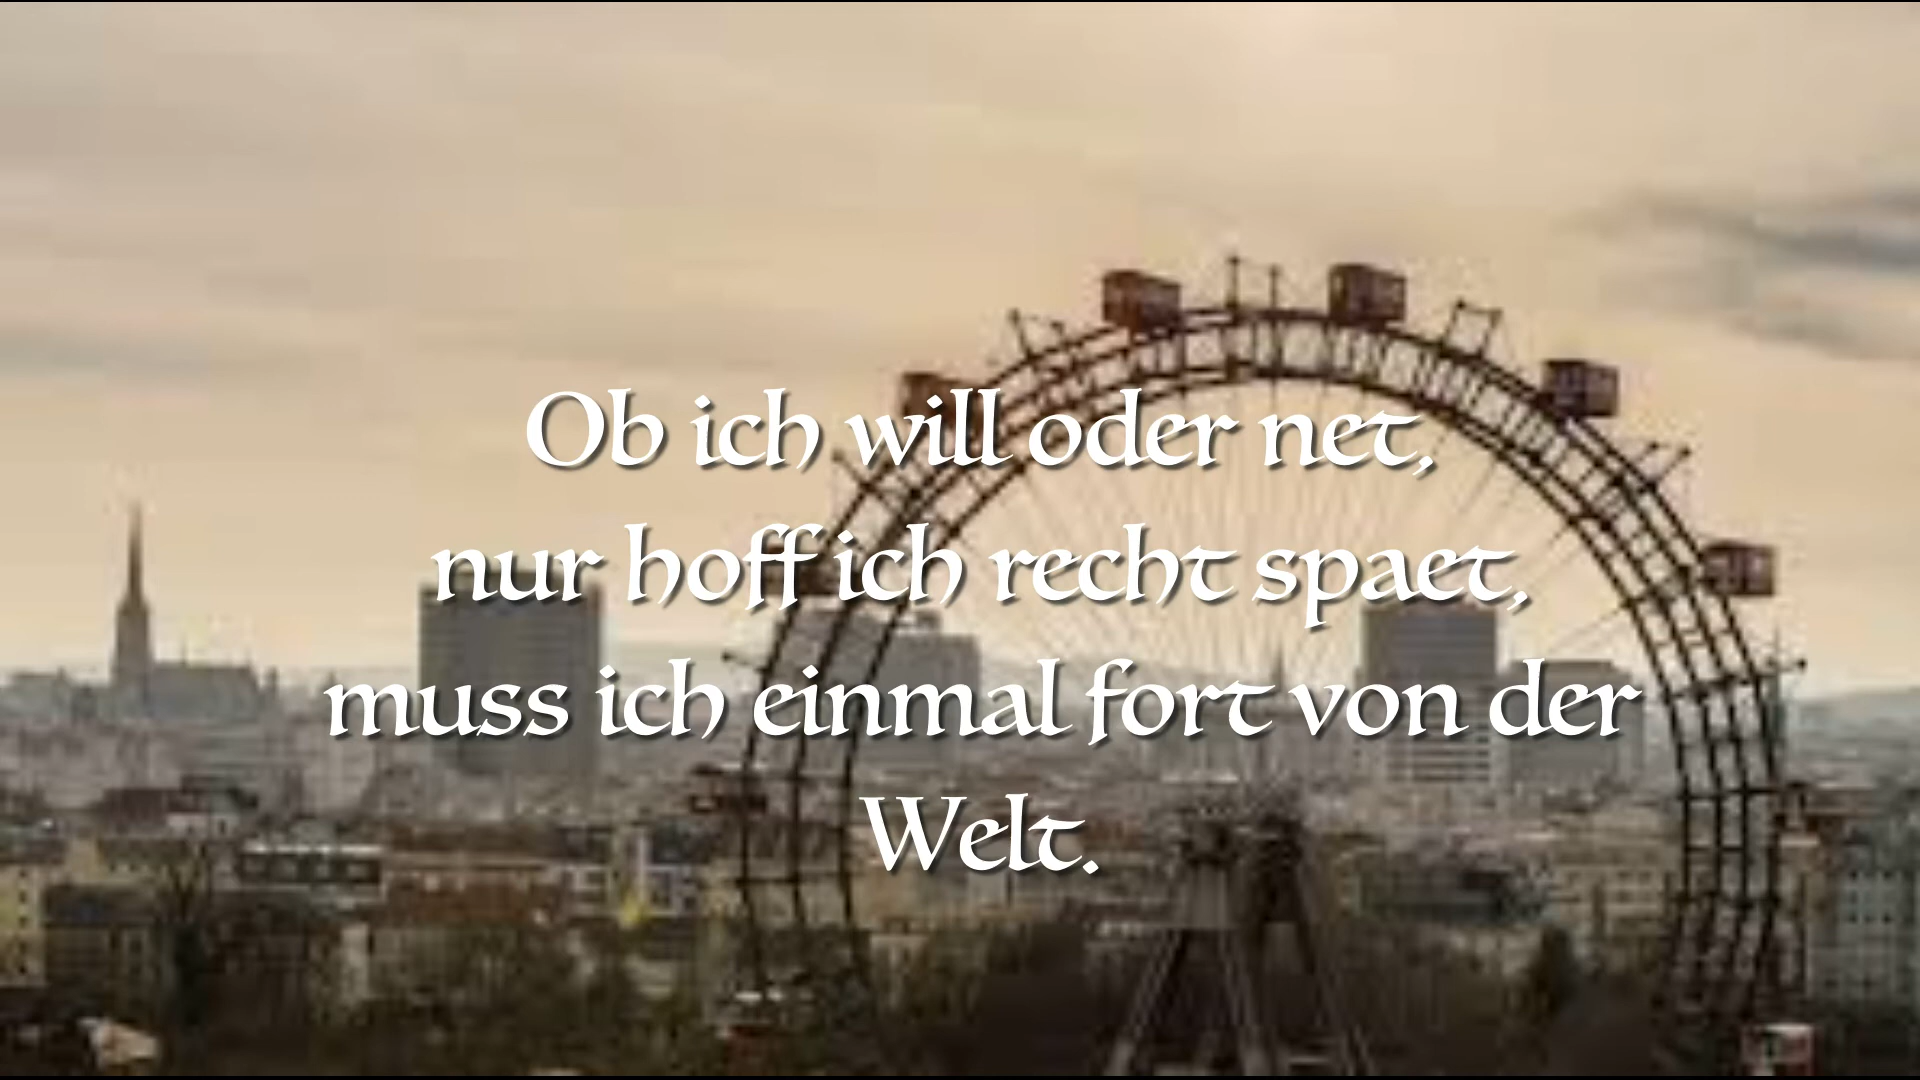 Ob ich will oder net,
nur hoff ich recht spaet,
muss ich einmal fort von der
Welt.